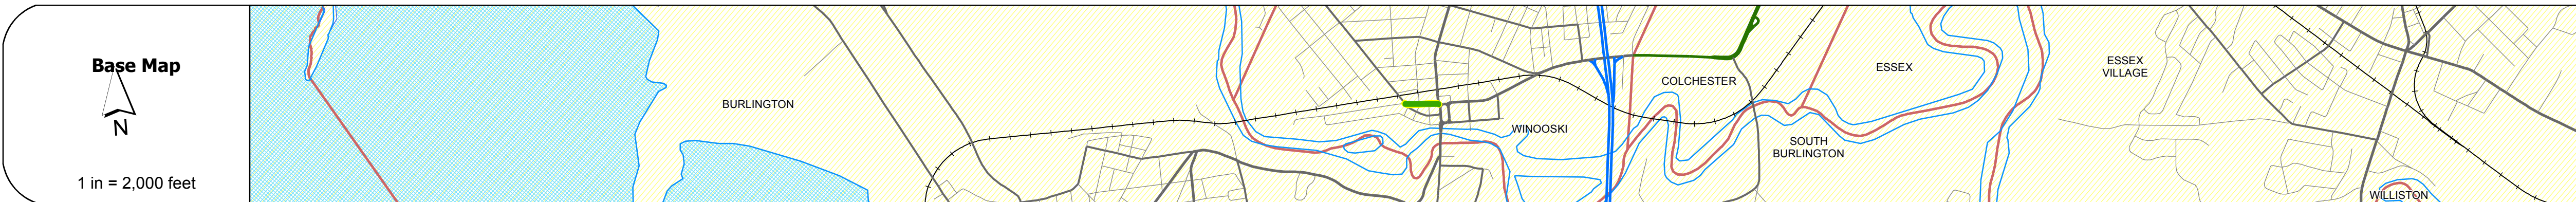 Base Map
N
1 in = 2,000 feet
BURLINGTON
WINOOSKI
COLCHESTER
SOUTH
BURLINGTON
ESSEX
ESSEX
VILLAGE
WILLISTON